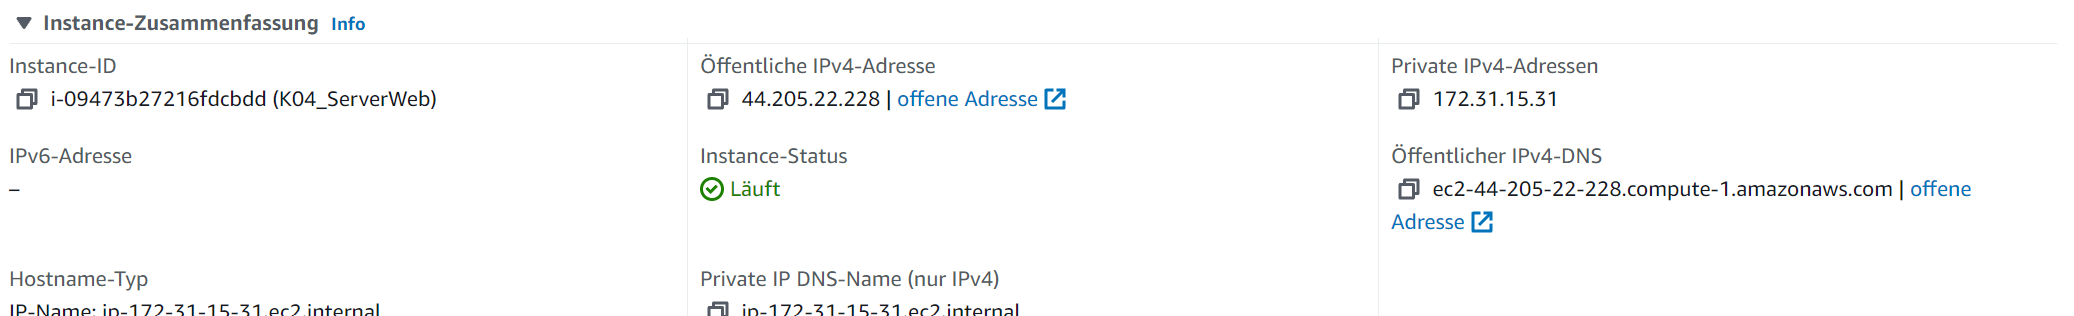 Instance-Zusammenfassung Info
Instance-ID
i-09473b27216fdcbdd (K04_ServerWeb)
Öffentliche IPv4-Adresse
44.205.22.228 | offene Adresse
Private IPv4-Adressen
172.31.15.31
IPv6-Adresse
–
Instance-Status
Läuft
Öffentlicher IPv4-DNS
ec2-44-205-22-228.compute-1.amazonaws.com | offene
Adresse
Hostname-Typ
IP-Name: ip-172-31-15-31.ec2.internal
Private IP DNS-Name (nur IPv4)
ip-172-31-15-31.ec2.internal